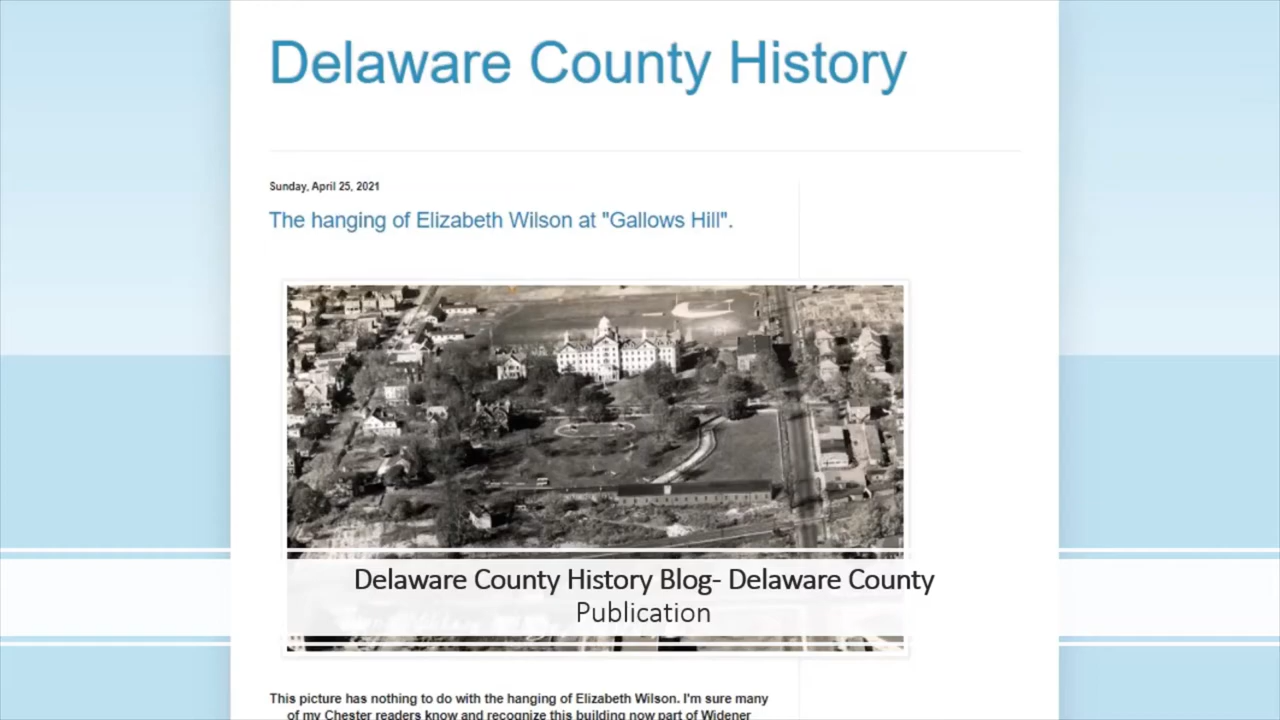 Delaware County History
Sunday, April 25, 2021
The hanging of Elizabeth Wilson at "Gallows Hill".
Delaware County History Blog- Delaware County
Publication
This picture has nothing to do with the hanging of Elizabeth Wilson. I'm sure many
of my Chester readers know and recognize this building now part of Widener